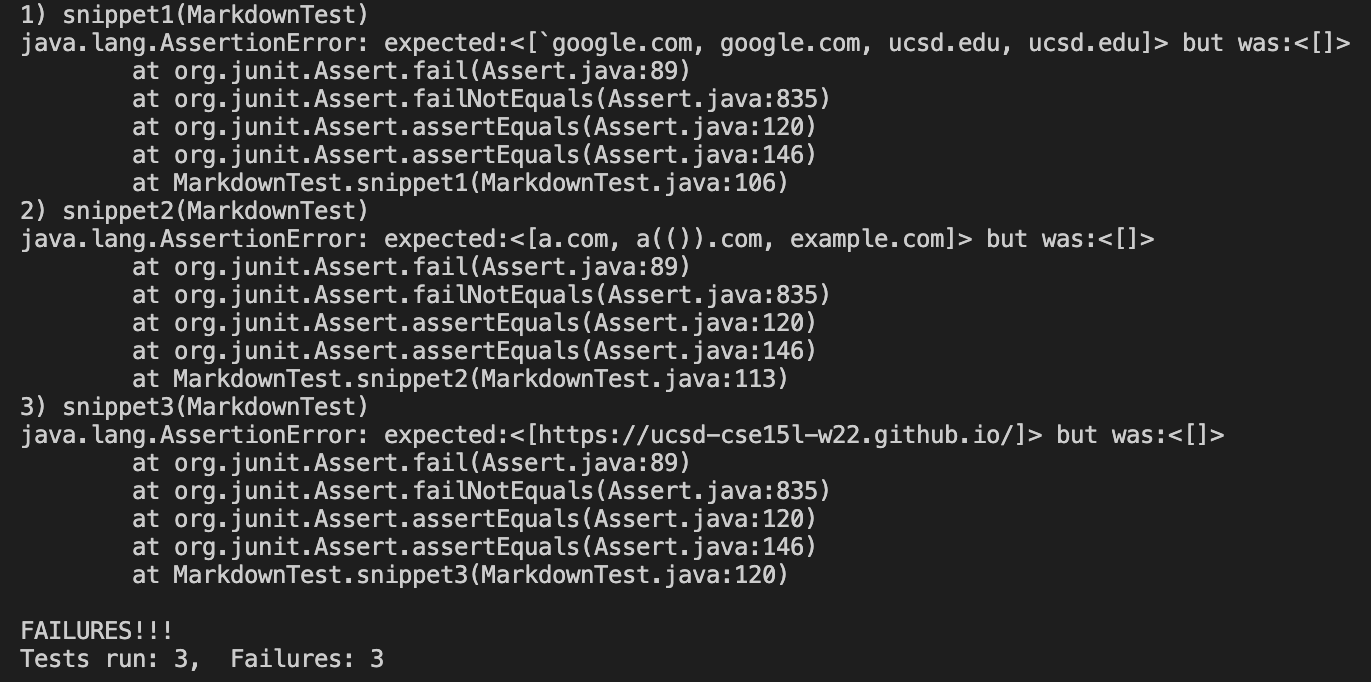 1) snippet1(MarkdownTest)
java.lang.AssertionError: expected:<[`google.com, google.com, ucsd.edu, ucsd.edu]> but was:<[]>
        at org.junit.Assert.fail(Assert.java:89)
        at org.junit.Assert.failNotEquals(Assert.java:835)
        at org.junit.Assert.assertEquals(Assert.java:120)
        at org.junit.Assert.assertEquals(Assert.java:146)
        at MarkdownTest.snippet1(MarkdownTest.java:106)
2) snippet2(MarkdownTest)
java.lang.AssertionError: expected:<[a.com, a(()).com, example.com]> but was:<[]>
        at org.junit.Assert.fail(Assert.java:89)
        at org.junit.Assert.failNotEquals(Assert.java:835)
        at org.junit.Assert.assertEquals(Assert.java:120)
        at org.junit.Assert.assertEquals(Assert.java:146)
        at MarkdownTest.snippet2(MarkdownTest.java:113)
3) snippet3(MarkdownTest)
java.lang.AssertionError: expected:<[https://ucsd-cse15l-w22.github.io/]> but was:<[]>
        at org.junit.Assert.fail(Assert.java:89)
        at org.junit.Assert.failNotEquals(Assert.java:835)
        at org.junit.Assert.assertEquals(Assert.java:120)
        at org.junit.Assert.assertEquals(Assert.java:146)
        at MarkdownTest.snippet3(MarkdownTest.java:120)

FAILURES!!!
Tests run: 3,  Failures: 3